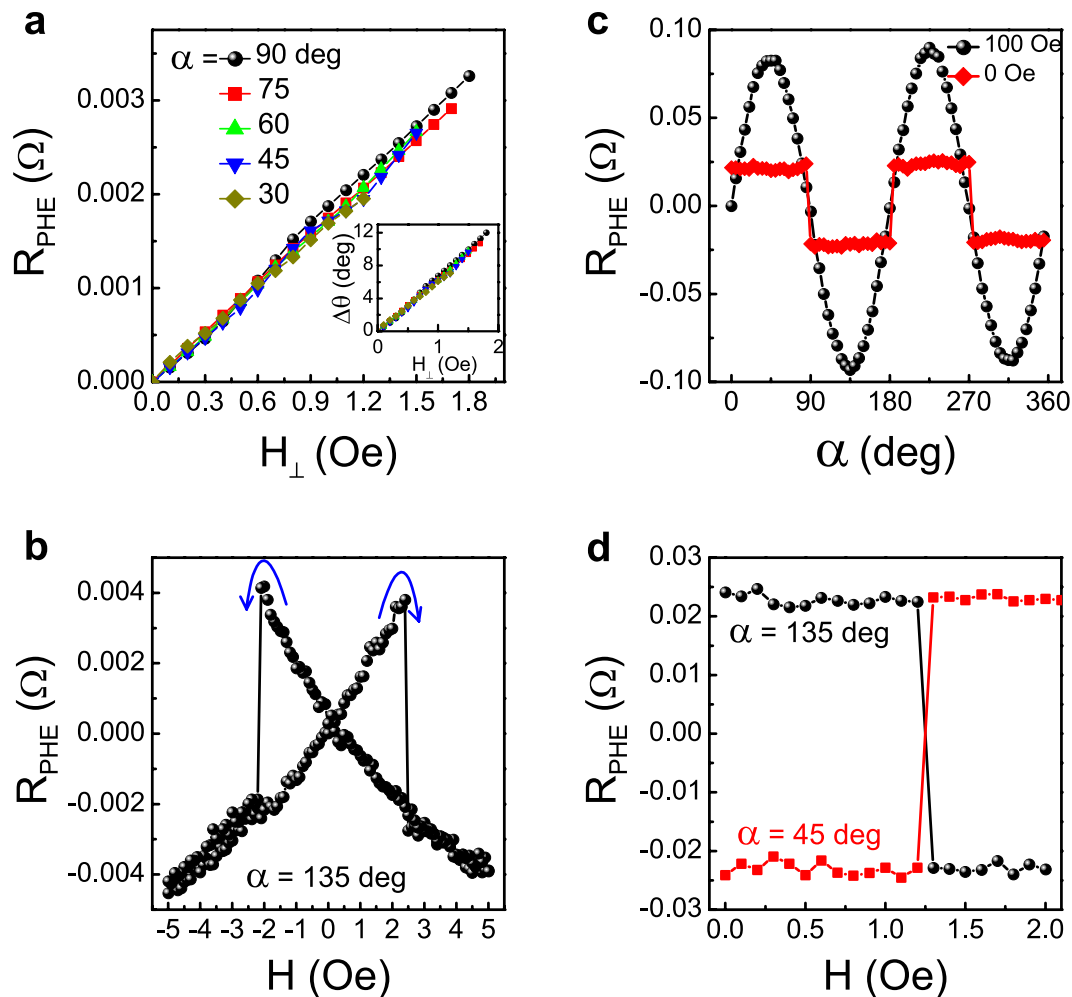 a
R_PHE (Ω)
0.003
0.002
0.001
0.000
α = 90 deg
75
60
45
30
Δθ (deg)
12
8
4
0
0 1 2
H⊥(Oe)
0.0 0.3 0.6 0.9 1.2 1.5 1.8
H⊥ (Oe)
c
R_PHE (Ω)
0.10
0.05
0.00
-0.05
-0.10
100 Oe
0 Oe
0 90 180 270 360
α (deg)
b
R_PHE (Ω)
0.004
0.002
0.000
-0.002
-0.004
α = 135 deg
-5 -4 -3 -2 -1 0 1 2 3 4 5
H (Oe)
d
R_PHE (Ω)
0.03
0.02
0.01
0.00
-0.01
-0.02
-0.03
α = 135 deg
α = 45 deg
0.0 0.5 1.0 1.5 2.0
H (Oe)